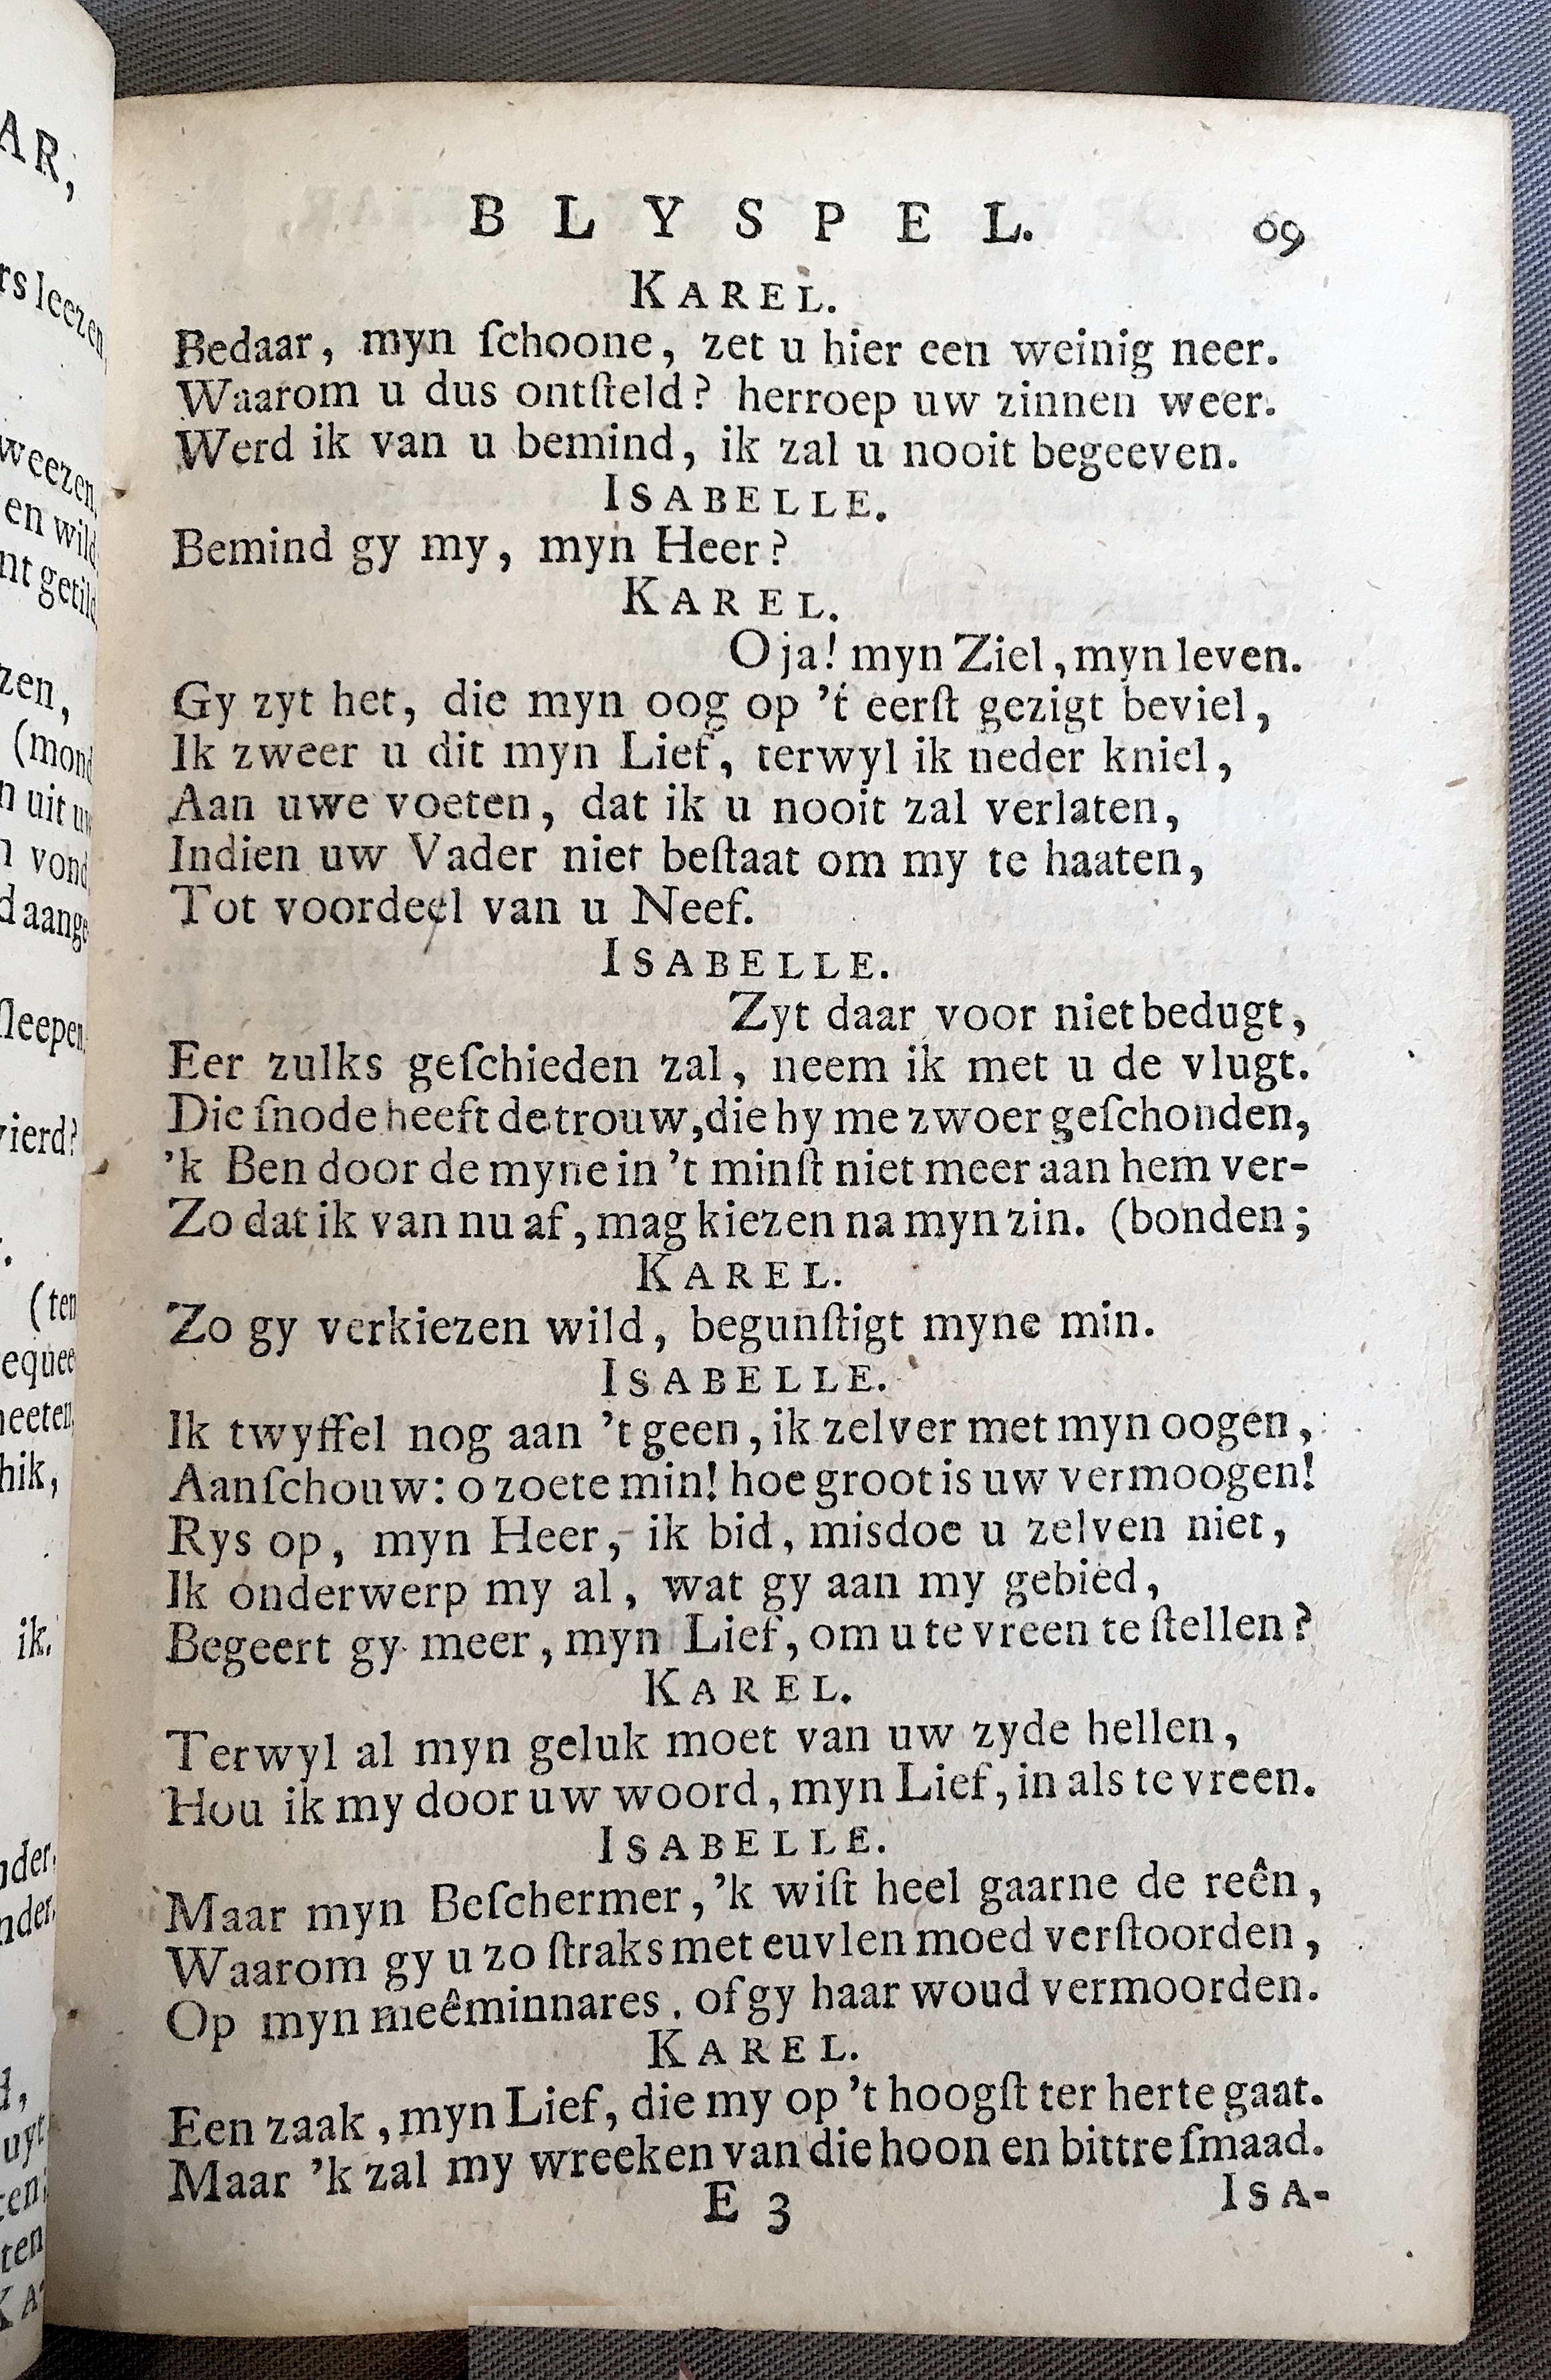 BLYSPEL. 69
KAREL.
Bedaar, myn ſchoone, zet u hier een weinig neer.
Waarom u dus ontſteld? herroep uw zinnen weer.
Werd ik van u bemind, ik zal u nooit begeeven.
ISABELLE.
Bemind gy my, myn Heer?
KAREL.
O ja! myn Ziel, myn leven.
Gy zyt het, die myn oog op 't eerſt gezigt beviel,
Ik zweer u dit myn Lief, terwyl ik neder kniel,
Aan uwe voeten, dat ik u nooit zal verlaten,
Indien uw Vader niet beſtaat om my te haaten,
Tot voordeel van u Neef.
ISABELLE.
Zyt daar voor niet bedugt,
Eer zulks geſchieden zal, neem ik met u de vlugt.
Die ſnode heeft de trouw, die hy me zwoer geſchonden,
'k Ben door de myne in 't minſt niet meer aan hem ver-
Zo dat ik van nu af, mag kiezen na myn zin. (bonden;
KAREL.
Zo gy verkiezen wild, begunſtigt myne min.
ISABELLE.
Ik twyffel nog aan 't geen, ik zelver met myn oogen,
Aanſchouw: o zoete min! hoe groot is uw vermoogen!
Rys op, myn Heer, ik bid, misdoe u zelven niet,
Ik onderwerp my al, wat gy aan my gebied,
Begeert gy meer, myn Lief, om u te vreen te ſtellen?
KAREL.
Terwyl al myn geluk moet van uw zyde hellen,
Hou ik my door uw woord, myn Lief, in als te vreen.
ISABELLE.
Maar myn Beſchermer, 'k wiſt heel gaarne de reên,
Waarom gy u zo ſtraks met euvlen moed verſtoorden,
Op myn meêminnares, of gy haar woud vermoorden.
KAREL.
Een zaak, myn Lief, die my op 't hoogſt ter herte gaat.
Maar 'k zal my wreeken van die hoon en bittre ſmaad.
E 3 ISA-